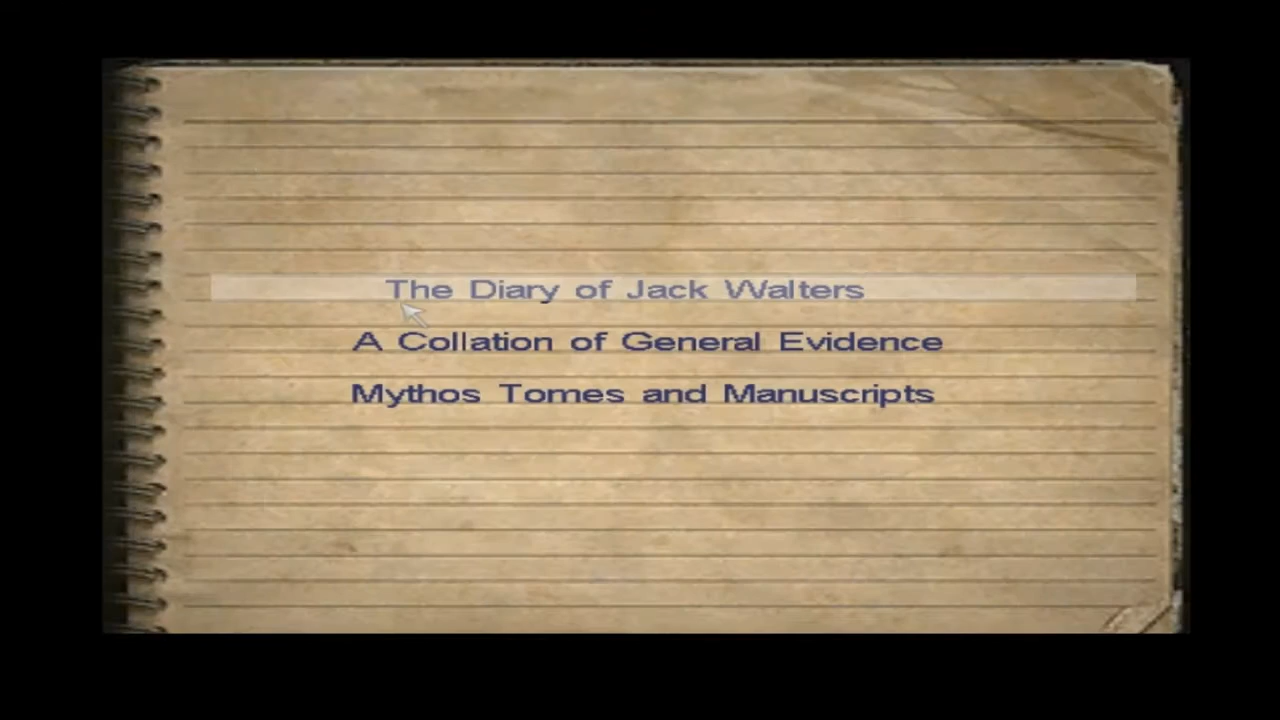 The Diary of Jack Walters
A Collation of General Evidence
Mythos Tomes and Manuscripts